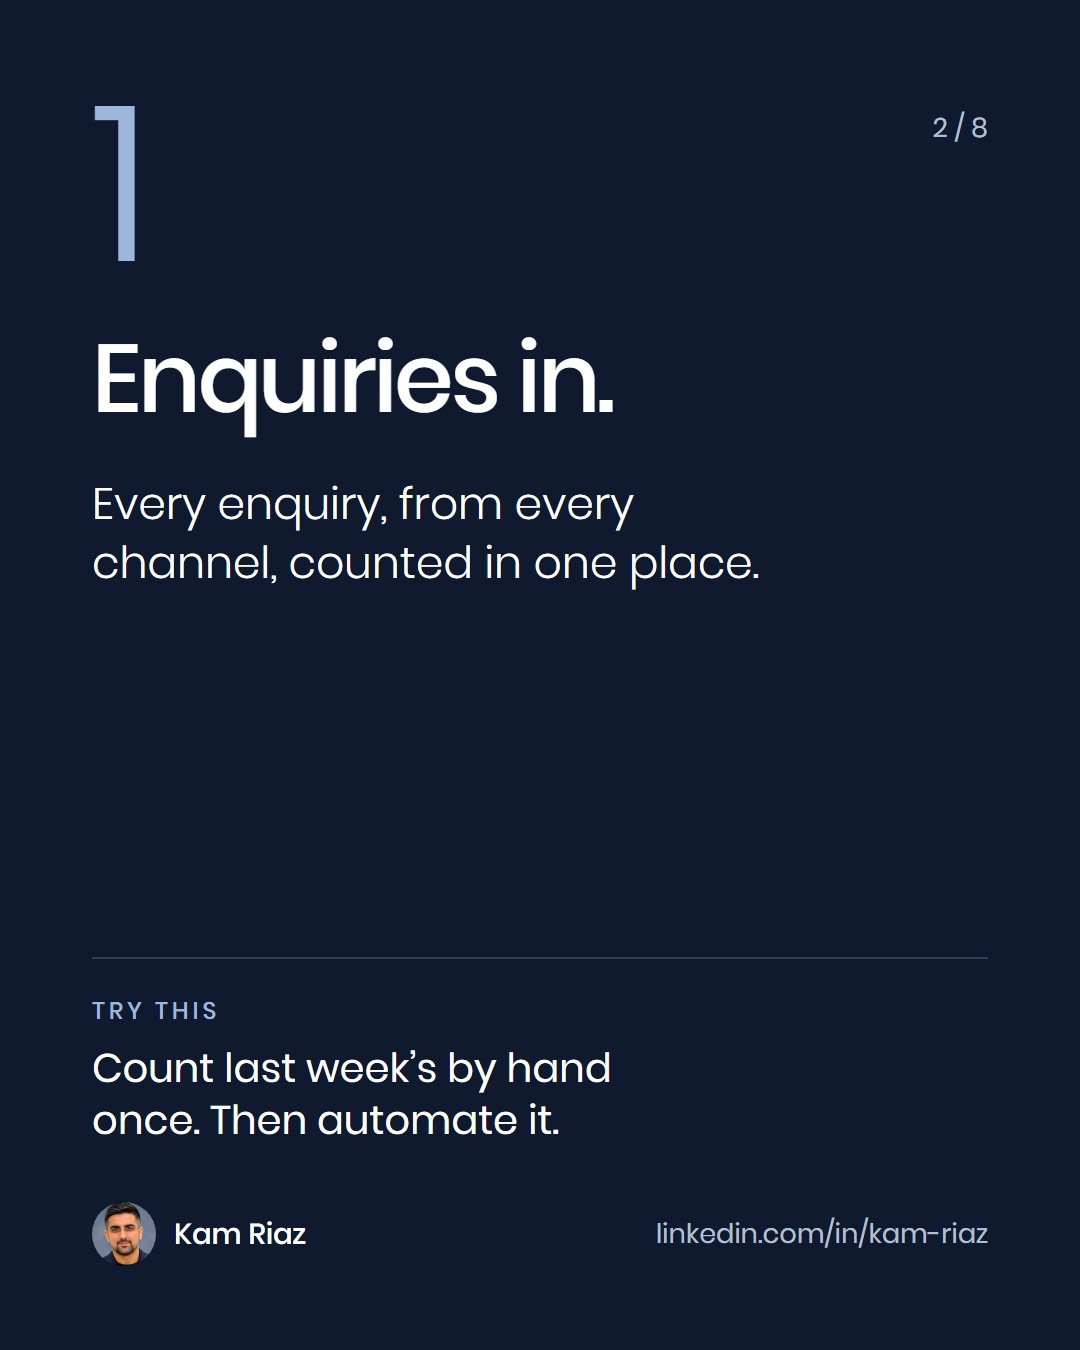 1
2 / 8
Enquiries in.
Every enquiry, from every
channel, counted in one place.
TRY THIS
Count last week’s by hand
once. Then automate it.
Kam Riaz
linkedin.com/in/kam-riaz